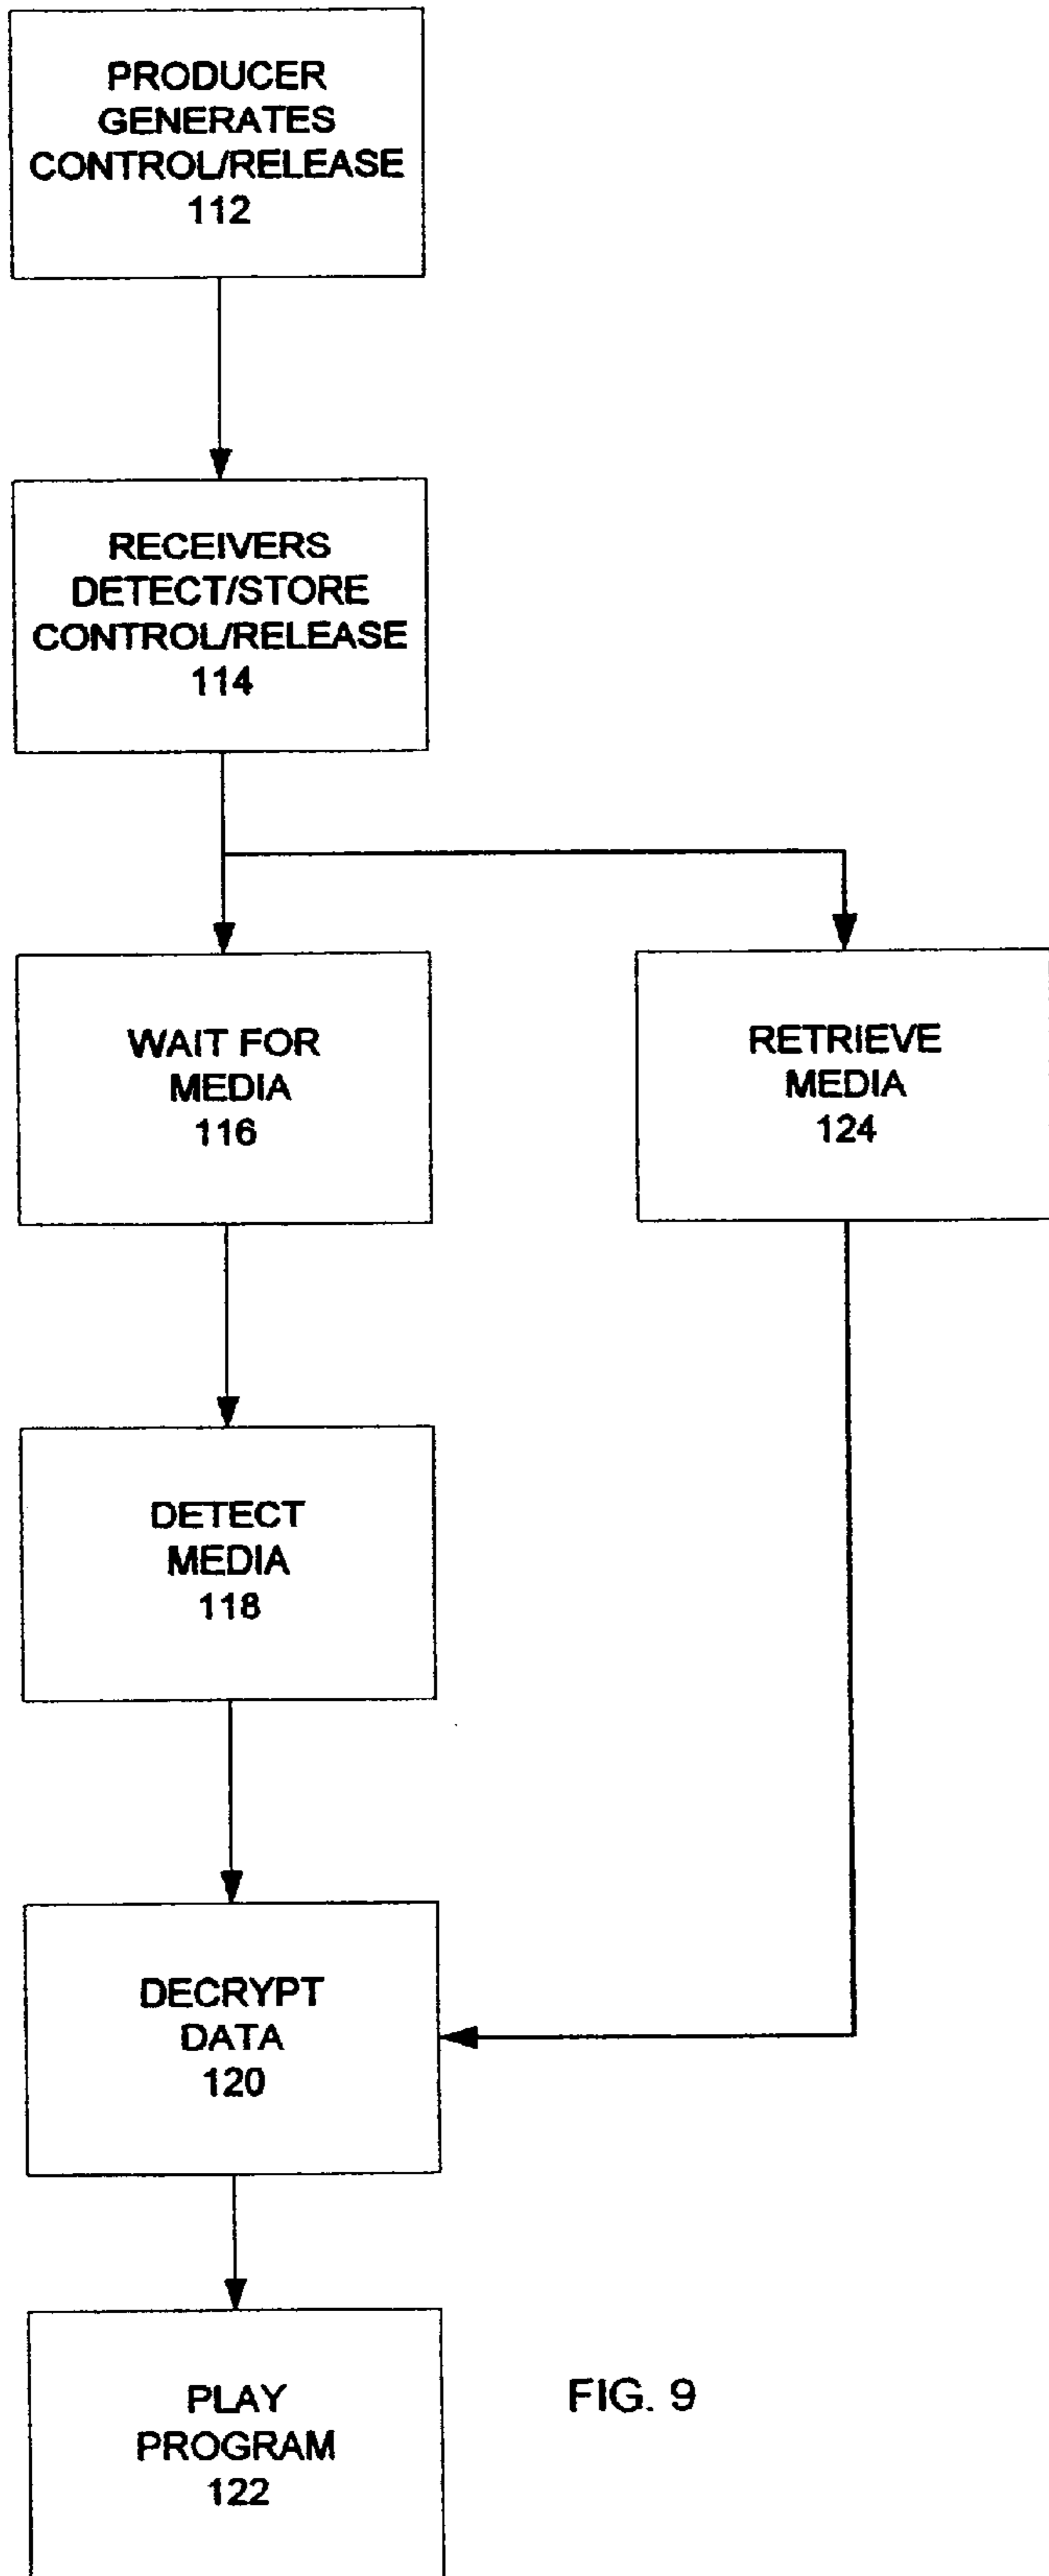 PRODUCER
GENERATES
CONTROL/RELEASE
112
RECEIVERS
DETECT/STORE
CONTROL/RELEASE
114
WAIT FOR
MEDIA
116
RETRIEVE
MEDIA
124
DETECT
MEDIA
118
DECRYPT
DATA
120
PLAY
PROGRAM
122
FIG. 9